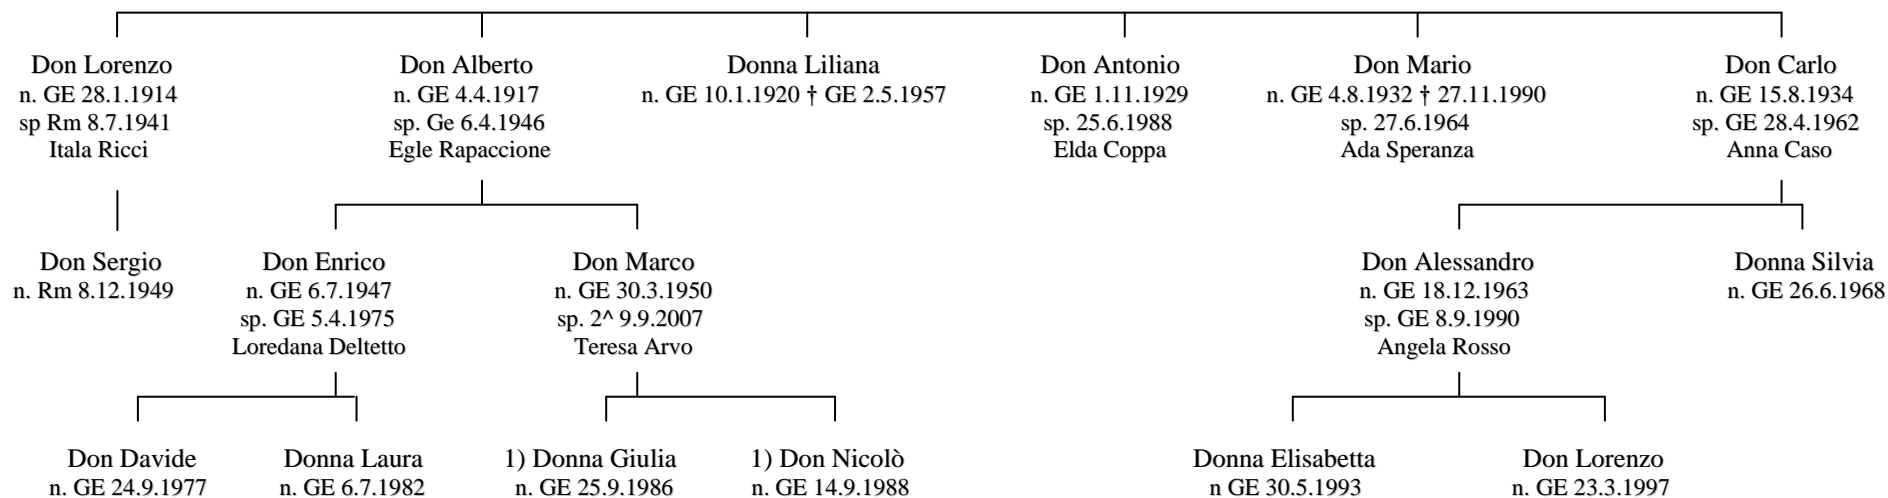 Don Lorenzo
n. GE 28.1.1914
sp Rm 8.7.1941
Itala Ricci
Don Alberto
n. GE 4.4.1917
sp. Ge 6.4.1946
Egle Rapaccione
Donna Liliana
n. GE 10.1.1920 † GE 2.5.1957
Don Antonio
n. GE 1.11.1929
sp. 25.6.1988
Elda Coppa
Don Mario
n. GE 4.8.1932 † 27.11.1990
sp. 27.6.1964
Ada Speranza
Don Carlo
n. GE 15.8.1934
sp. GE 28.4.1962
Anna Caso
Don Sergio
n. Rm 8.12.1949
Don Enrico
n. GE 6.7.1947
sp. GE 5.4.1975
Loredana Deltetto
Don Marco
n. GE 30.3.1950
sp. 2^ 9.9.2007
Teresa Arvo
Don Alessandro
n. GE 18.12.1963
sp. GE 8.9.1990
Angela Rosso
Donna Silvia
n. GE 26.6.1968
Don Davide
n. GE 24.9.1977
Donna Laura
n. GE 6.7.1982
1) Donna Giulia
n. GE 25.9.1986
1) Don Nicolò
n. GE 14.9.1988
Donna Elisabetta
n GE 30.5.1993
Don Lorenzo
n. GE 23.3.1997